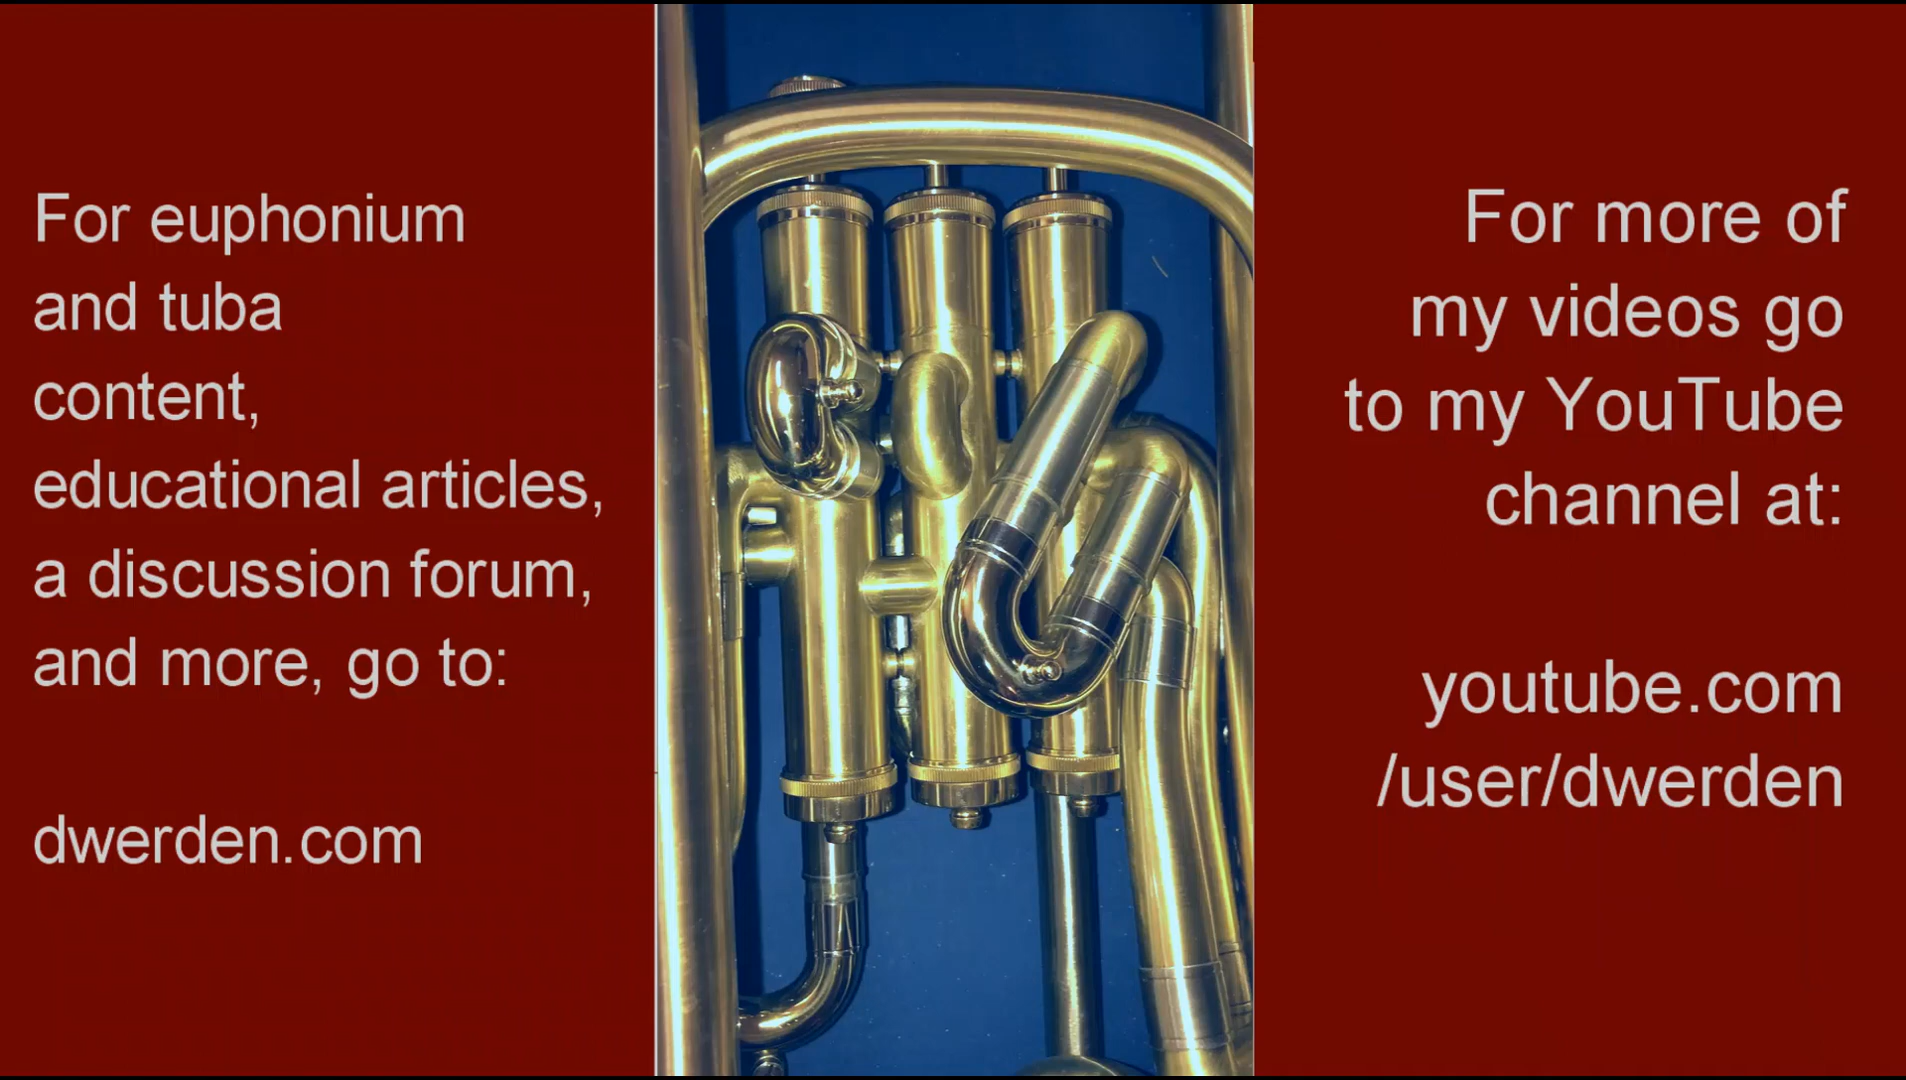 For euphonium
and tuba
content,
educational articles,
a discussion forum,
and more, go to:
dwerden.com
For more of
my videos go
to my YouTube
channel at:
youtube.com
/user/dwerden